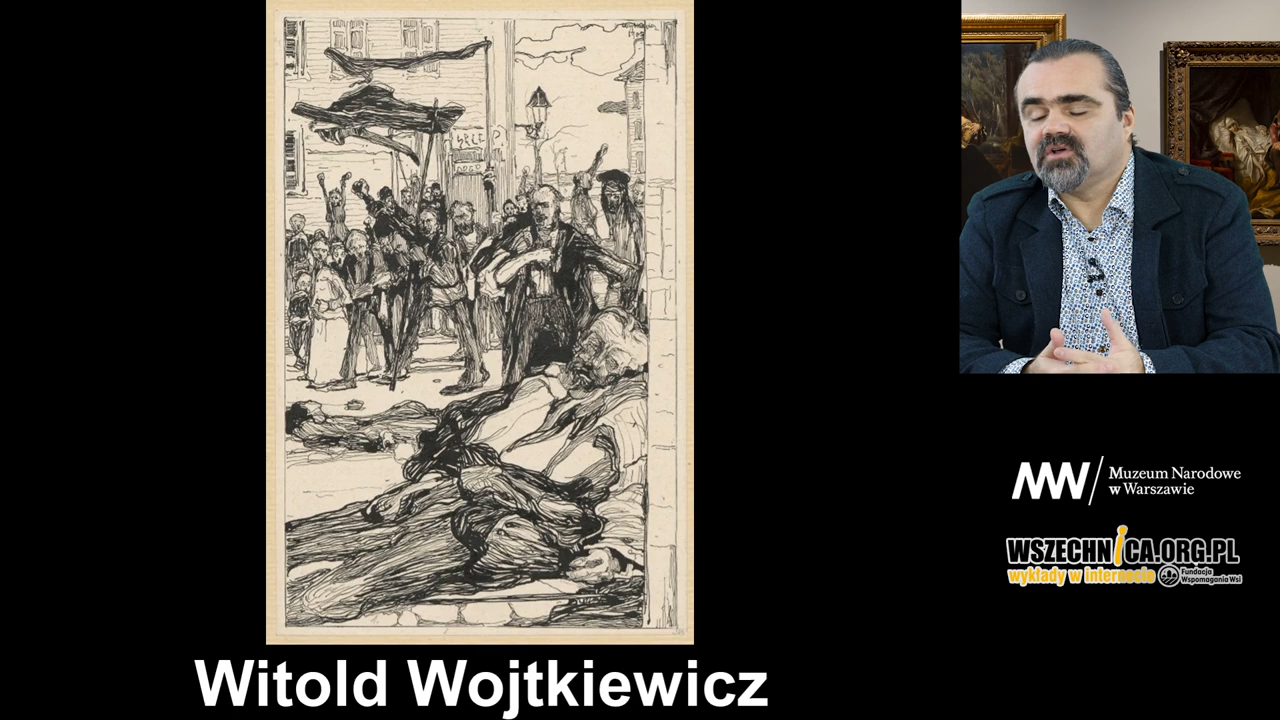 Muzeum Narodowe
w Warszawie
WSZECHNICA.ORG.PL
wykłady w internecie
Fundacja
Wspomagania Wsi
Witold Wojtkiewicz